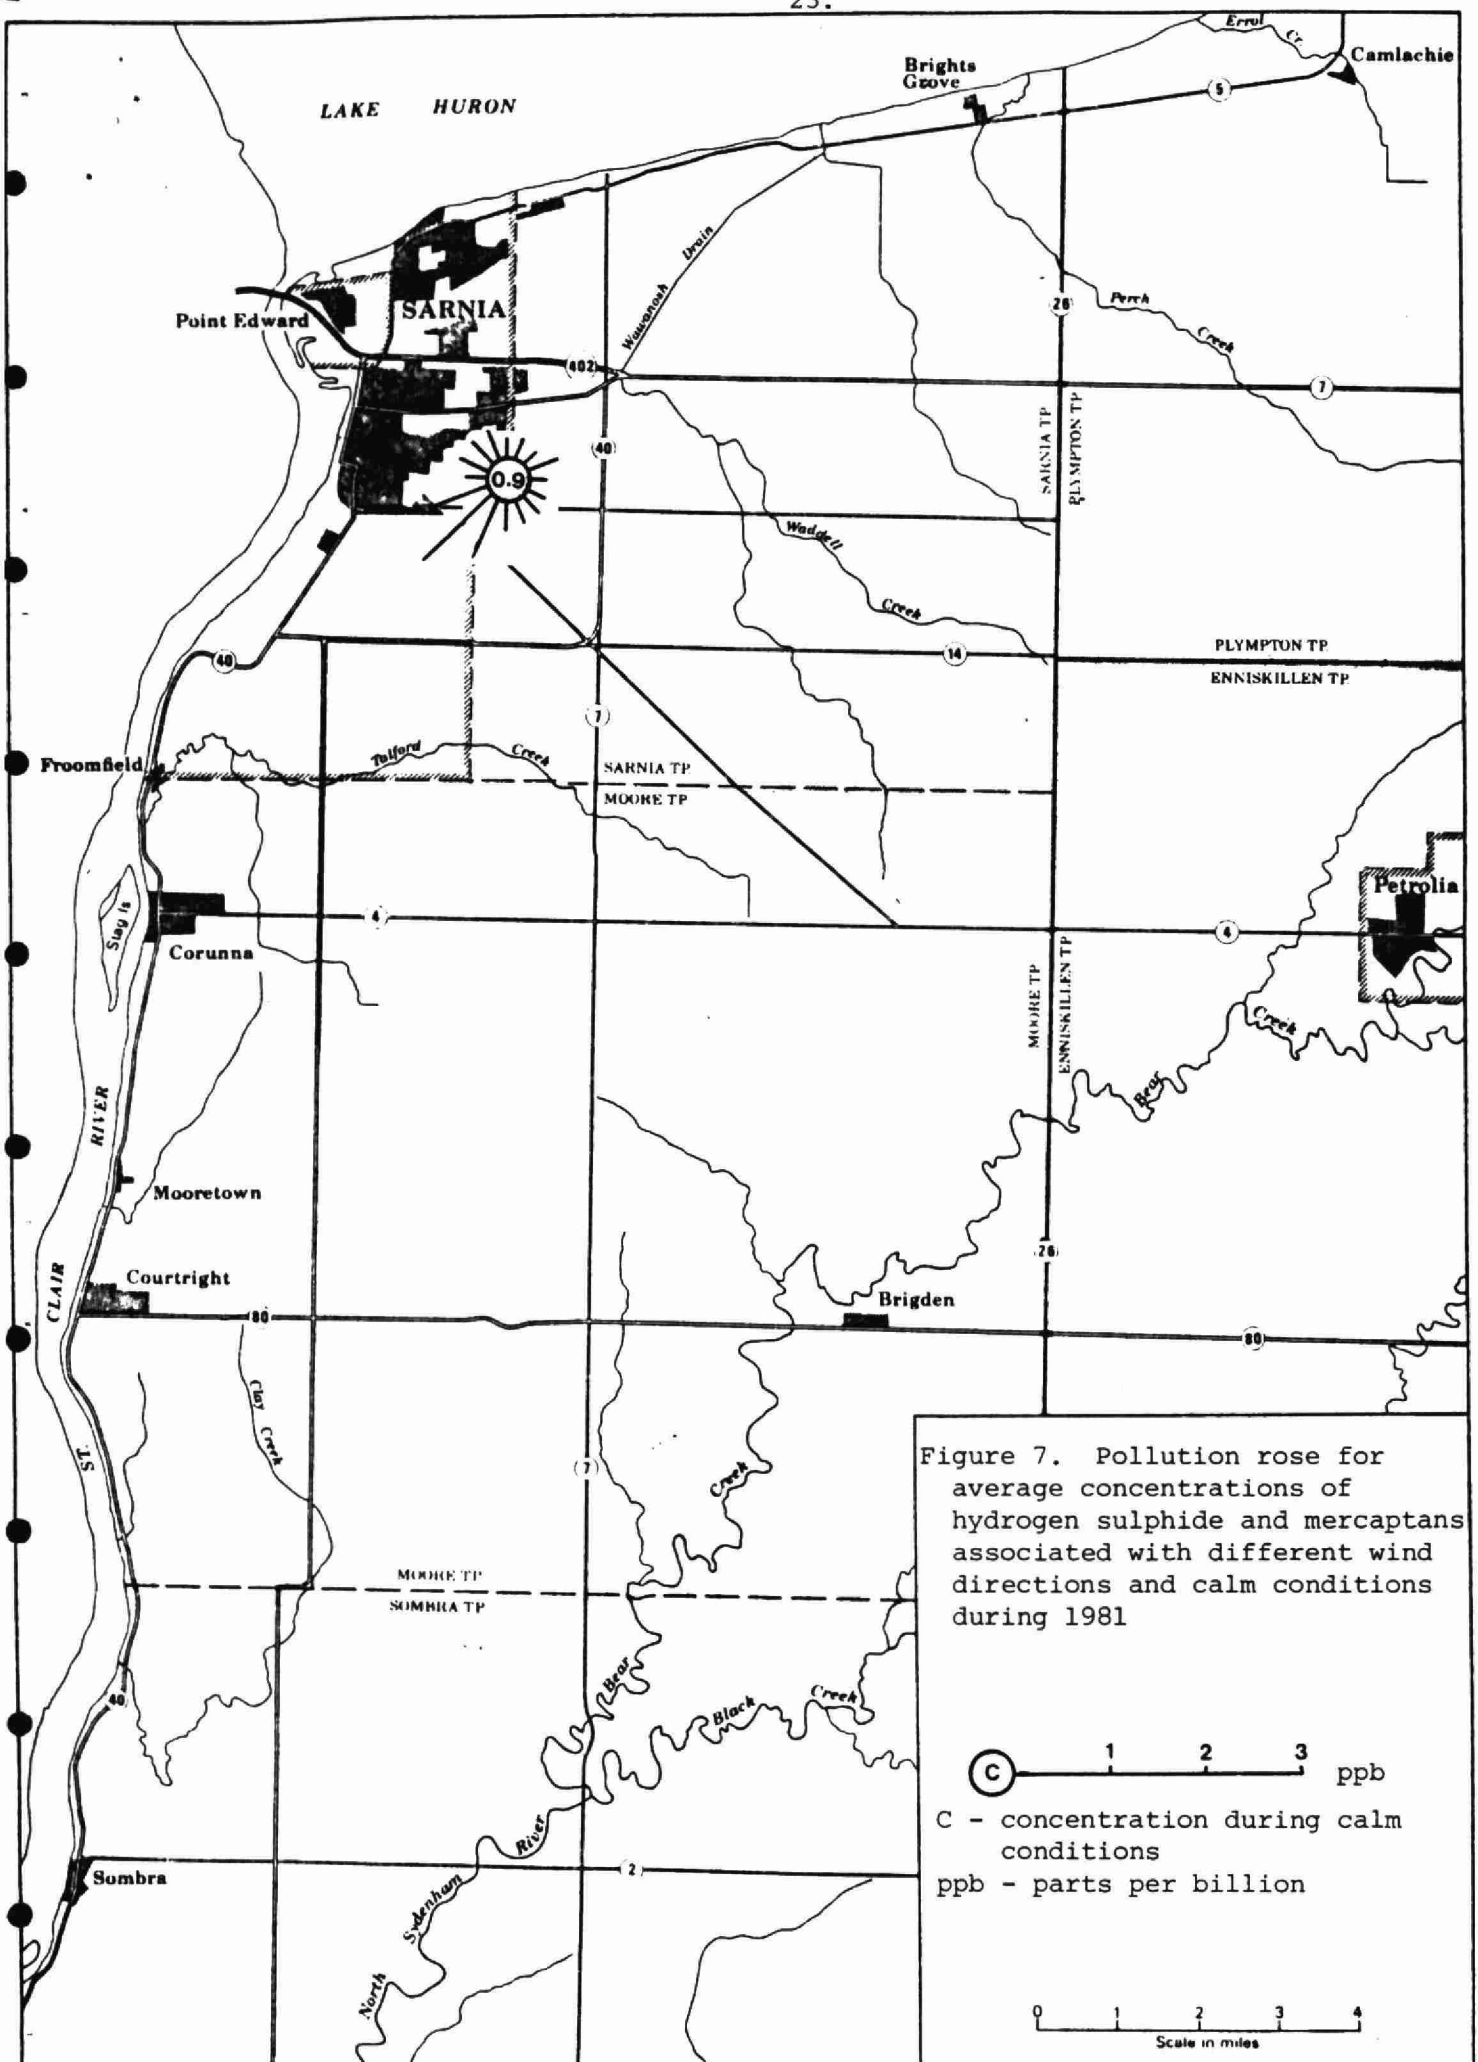 23.
Errol
Cr.
Camlachie
Brights
Grove
5
LAKE HURON
Wawanosh Drain
Point Edward
SARNIA
26
Perch
Creek
402
7
SARNIA TP.
PLYMPTON TP.
40
0.9
Waddell
Creek
14
PLYMPTON TP.
ENNISKILLEN TP.
40
7
Froomfield
Talford
Creek
SARNIA TP.
MOORE TP.
Petrolia
Stag Is
4
4
Corunna
MOORE TP.
ENNISKILLEN TP.
Creek
Bear
RIVER
Mooretown
26
CLAIR
Courtright
Brigden
80
80
Clay Creek
ST.
7
Creek
MOORE TP.
SOMBRA TP.
Bear
40
Black
Creek
River
Sombra
2
Sydenham
North
Figure 7. Pollution rose for
average concentrations of
hydrogen sulphide and mercaptans
associated with different wind
directions and calm conditions
during 1981
1 2 3
C ppb
C - concentration during calm
conditions
ppb - parts per billion
0 1 2 3 4
Scale in miles